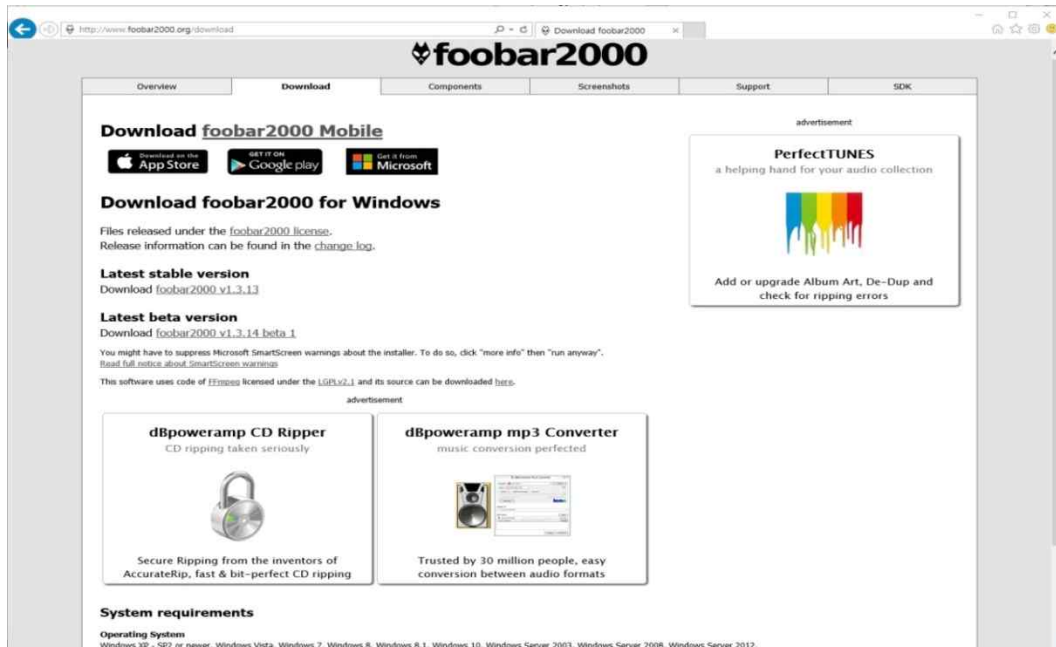 http://www.foobar2000.org/download
Download foobar2000
foobar2000
Overview
Download
Components
Screenshots
Support
SDK
Download foobar2000 Mobile
Download on the
App Store
GET IT ON
Google play
Get it from
Microsoft
Download foobar2000 for Windows
Files released under the foobar2000 license.
Release information can be found in the change log.
Latest stable version
Download foobar2000 v1.3.13
Latest beta version
Download foobar2000 v1.3.14 beta 1
You might have to suppress Microsoft SmartScreen warnings about the installer. To do so, click "more info" then "run anyway".
Read full notice about SmartScreen warnings
This software uses code of FFmpeg licensed under the LGPLv2.1 and its source can be downloaded here.
advertisement
PerfectTUNES
a helping hand for your audio collection
Add or upgrade Album Art, De-Dup and
check for ripping errors
advertisement
dBpoweramp CD Ripper
CD ripping taken seriously
Secure Ripping from the inventors of
AccurateRip, fast & bit-perfect CD ripping
dBpoweramp mp3 Converter
music conversion perfected
Trusted by 30 million people, easy
conversion between audio formats
System requirements
Operating System
Windows XP - SP2 or newer, Windows Vista, Windows 7, Windows 8, Windows 8.1, Windows 10, Windows Server 2003, Windows Server 2008, Windows Server 2012.